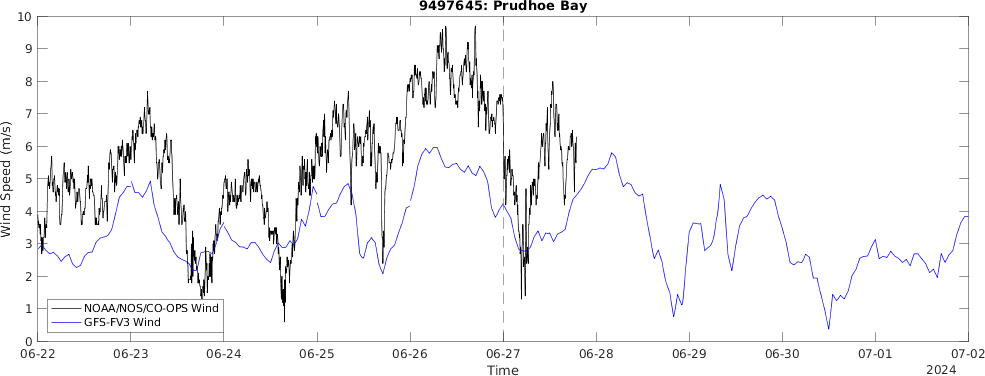 9497645: Prudhoe Bay
Wind Speed (m/s)
10
9
8
7
6
5
4
3
2
1
0
NOAA/NOS/CO-OPS Wind
GFS-FV3 Wind
06-22 06-23 06-24 06-25 06-26 06-27 06-28 06-29 06-30 07-01 07-02
Time
2024